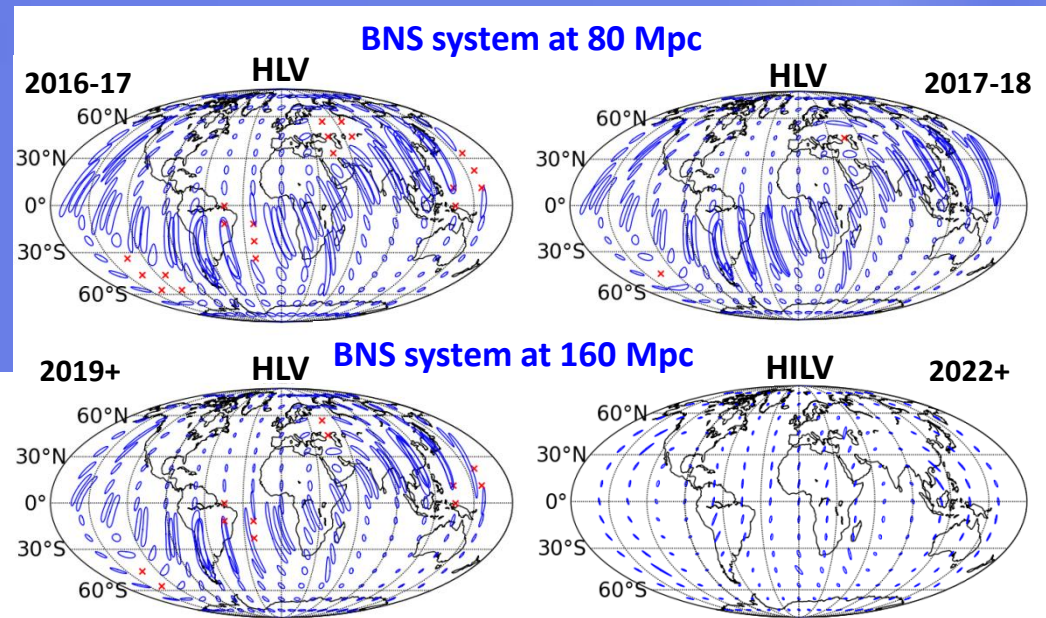 BNS system at 80 Mpc
2016-17
HLV
HLV
2017-18
60°N
30°N
0°
30°S
60°S
60°N
30°N
0°
30°S
60°S
BNS system at 160 Mpc
2019+
HLV
HILV
2022+
60°N
30°N
0°
30°S
60°S
60°N
30°N
0°
30°S
60°S